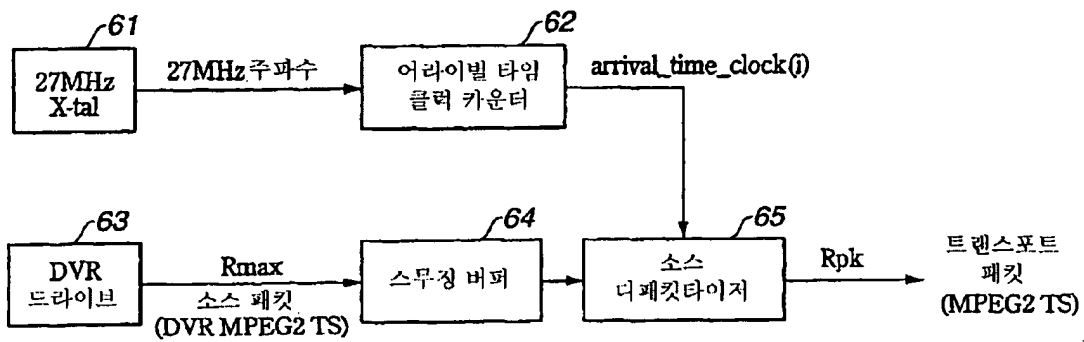 61
27MHz
X-tal
27MHz 주파수
62
어라이벌 타임
클럭 카운터
arrival_time_clock(i)
63
DVR
드라이브
Rmax
소스 패킷
(DVR MPEG2 TS)
64
스무징 버퍼
65
소스
디패킷타이저
Rpk
트랜스포트
패킷
(MPEG2 TS)